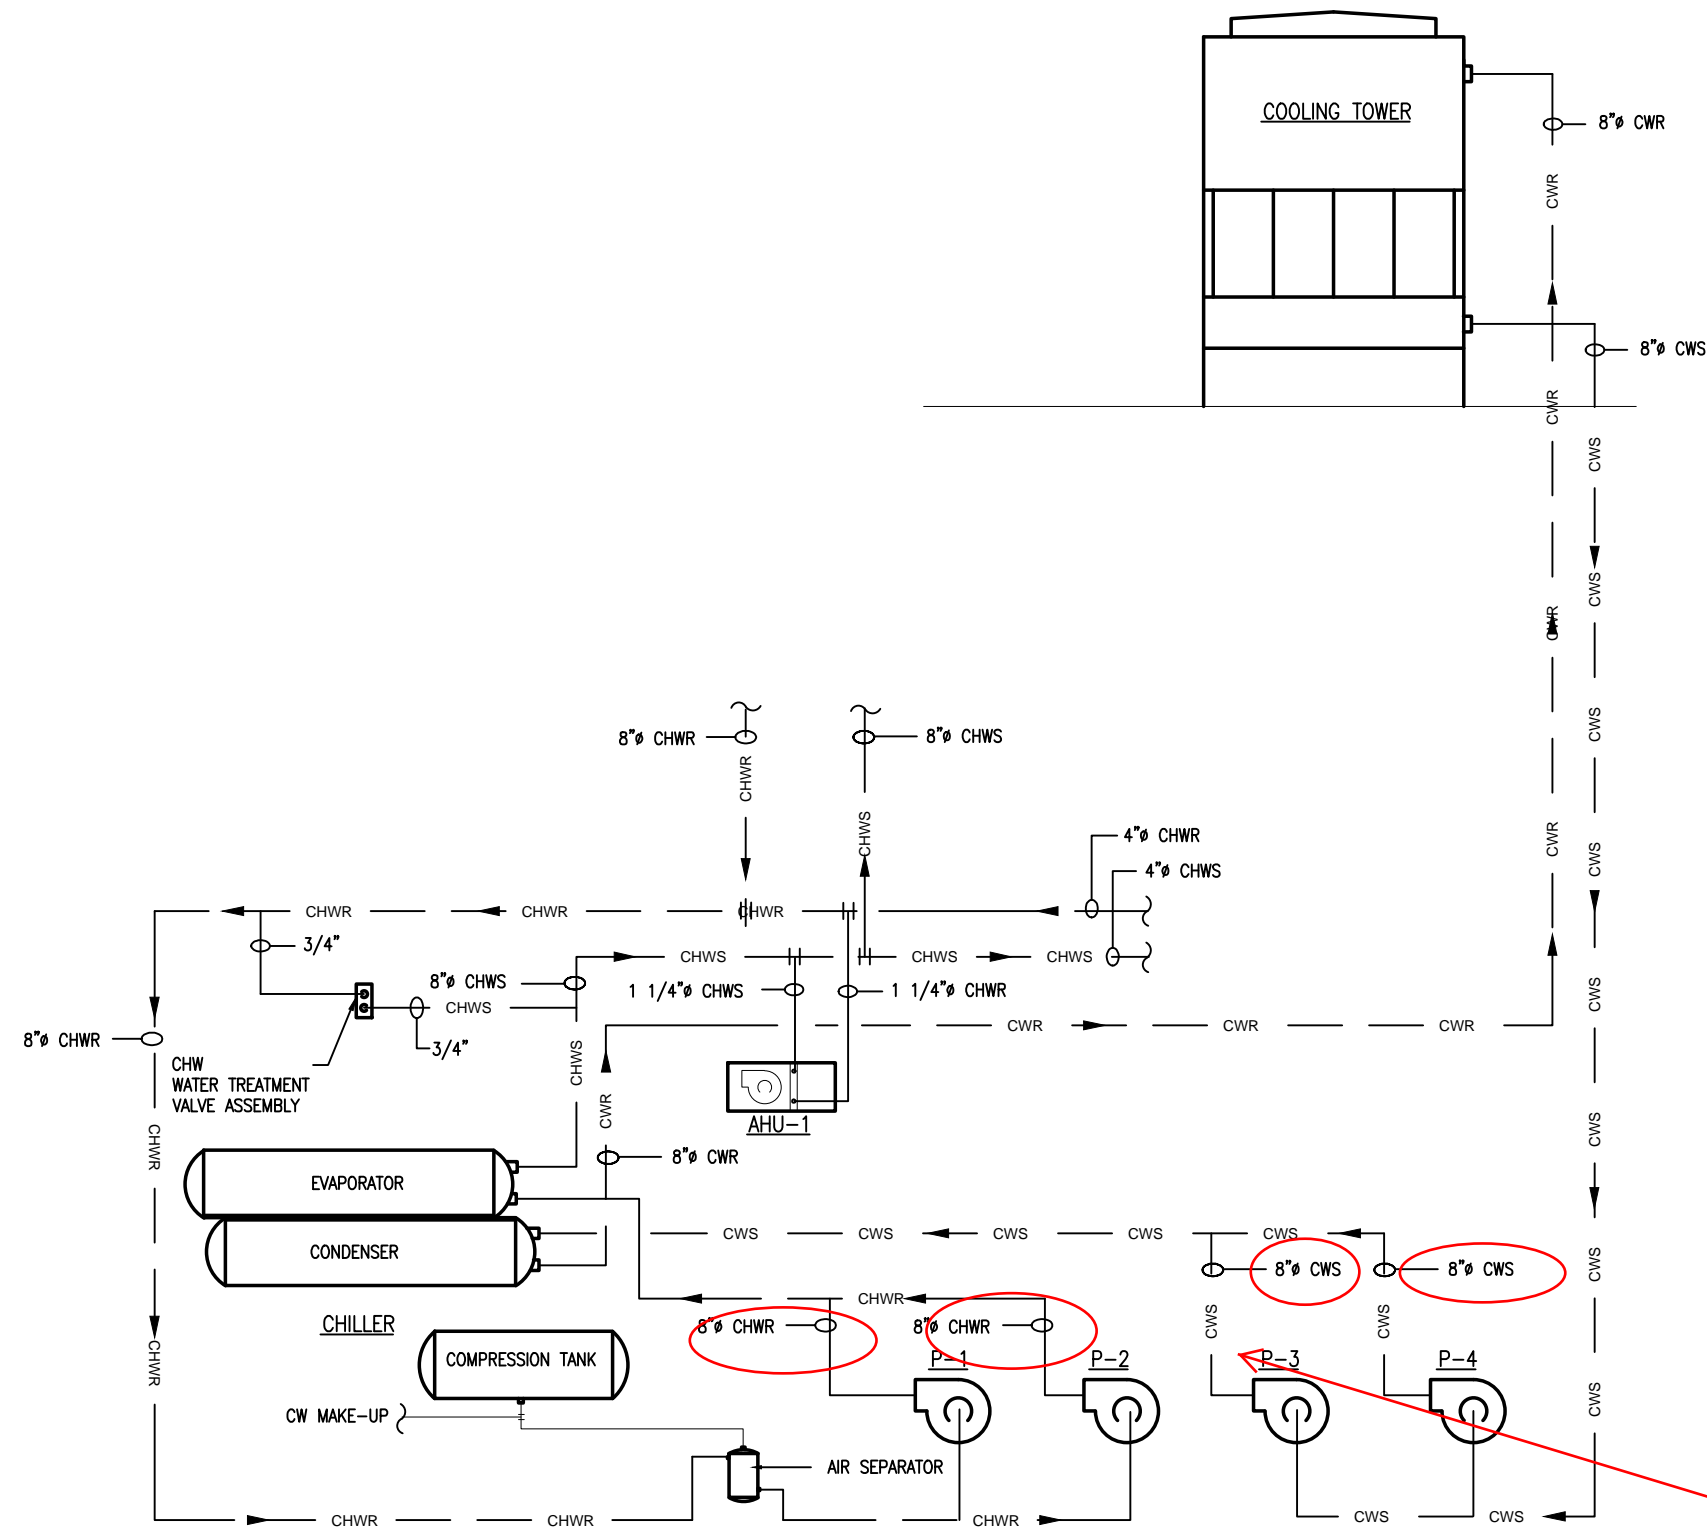 COOLING TOWER
8"ø CWR
CWR
8"ø CWS
CWR
CWS
CWS
CWR
8"ø CHWR
8"ø CHWS
CWS
CHWR
CHWS
4"ø CHWR
CWR
CWS
4"ø CHWS
CHWR
CHWR
CHWR
3/4"
CHWS
CHWS
CHWS
8"ø CHWS
1 1/4"ø CHWS
1 1/4"ø CHWR
CWS
CHWS
CWR
CWR
CWR
8"ø CHWR
3/4"
CHW
WATER TREATMENT
VALVE ASSEMBLY
CHWS
CWR
AHU-1
CWS
CHWR
8"ø CWR
EVAPORATOR
CWS
CWS
CWS
CWS
CWS
CONDENSER
8"ø CWS
8"ø CWS
CWS
CHWR
CHILLER
8"ø CHWR
8"ø CHWR
CWS
CWS
COMPRESSION TANK
CHWR
P-1
P-2
P-3
P-4
CW MAKE-UP
CWS
AIR SEPARATOR
CHWR
CHWR
CHWR
CWS
CWS